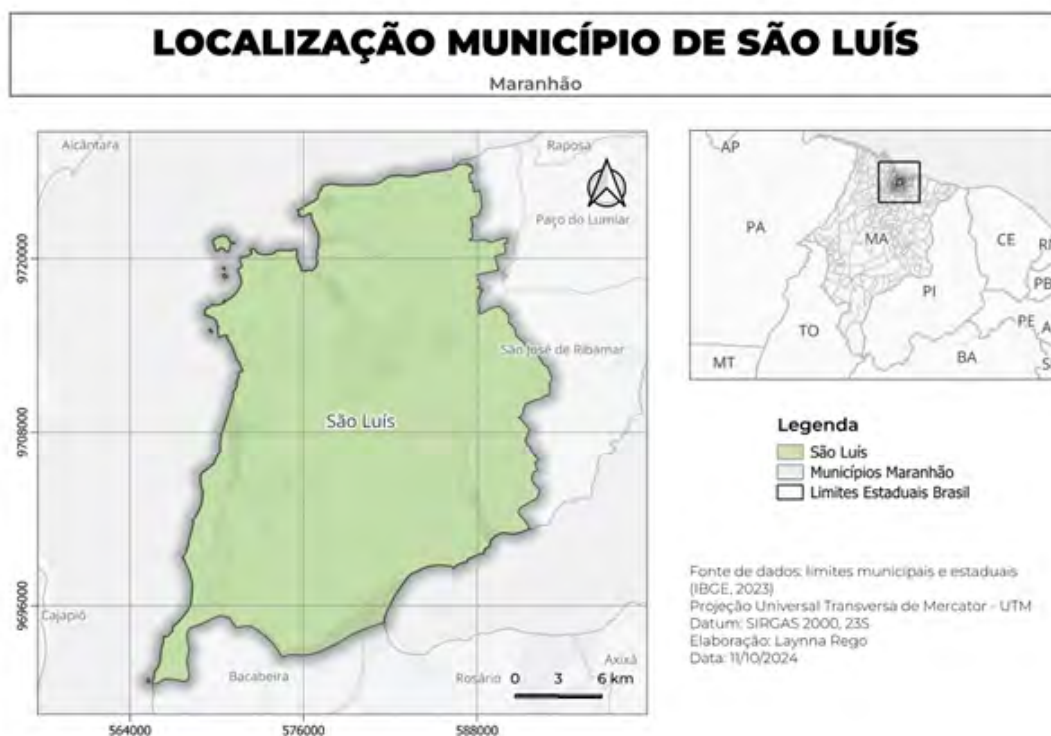 LOCALIZAÇÃO MUNICÍPIO DE SÃO LUÍS
Maranhão
Alcântara
Raposa
Paço do Lumiar
São José de Ribamar
São Luís
Cajapió
Bacabeira
Rosário
Axixá
0 3 6 km
9720000
9708000
9696000
564000
576000
588000
AP
PA
MA
CE
RN
PB
PI
PE
TO
BA
MT
Legenda
São Luís
Municípios Maranhão
Limites Estaduais Brasil
Fonte de dados: limites municipais e estaduais
(IBGE, 2023)
Projeção Universal Transversa de Mercator - UTM
Datum: SIRGAS 2000, 23S
Elaboração: Laynna Rego
Data: 11/10/2024